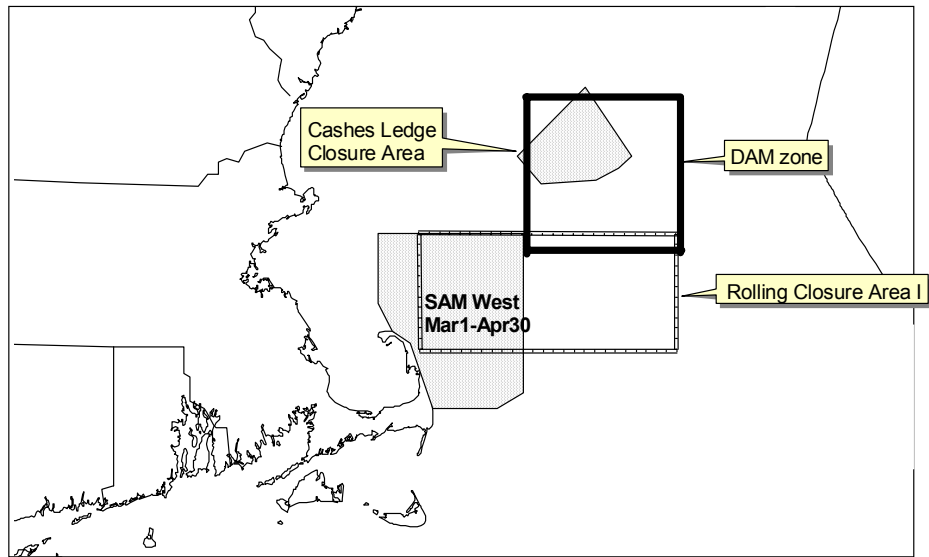 Cashes Ledge
Closure Area
DAM zone
Rolling Closure Area I
SAM West
Mar1-Apr30